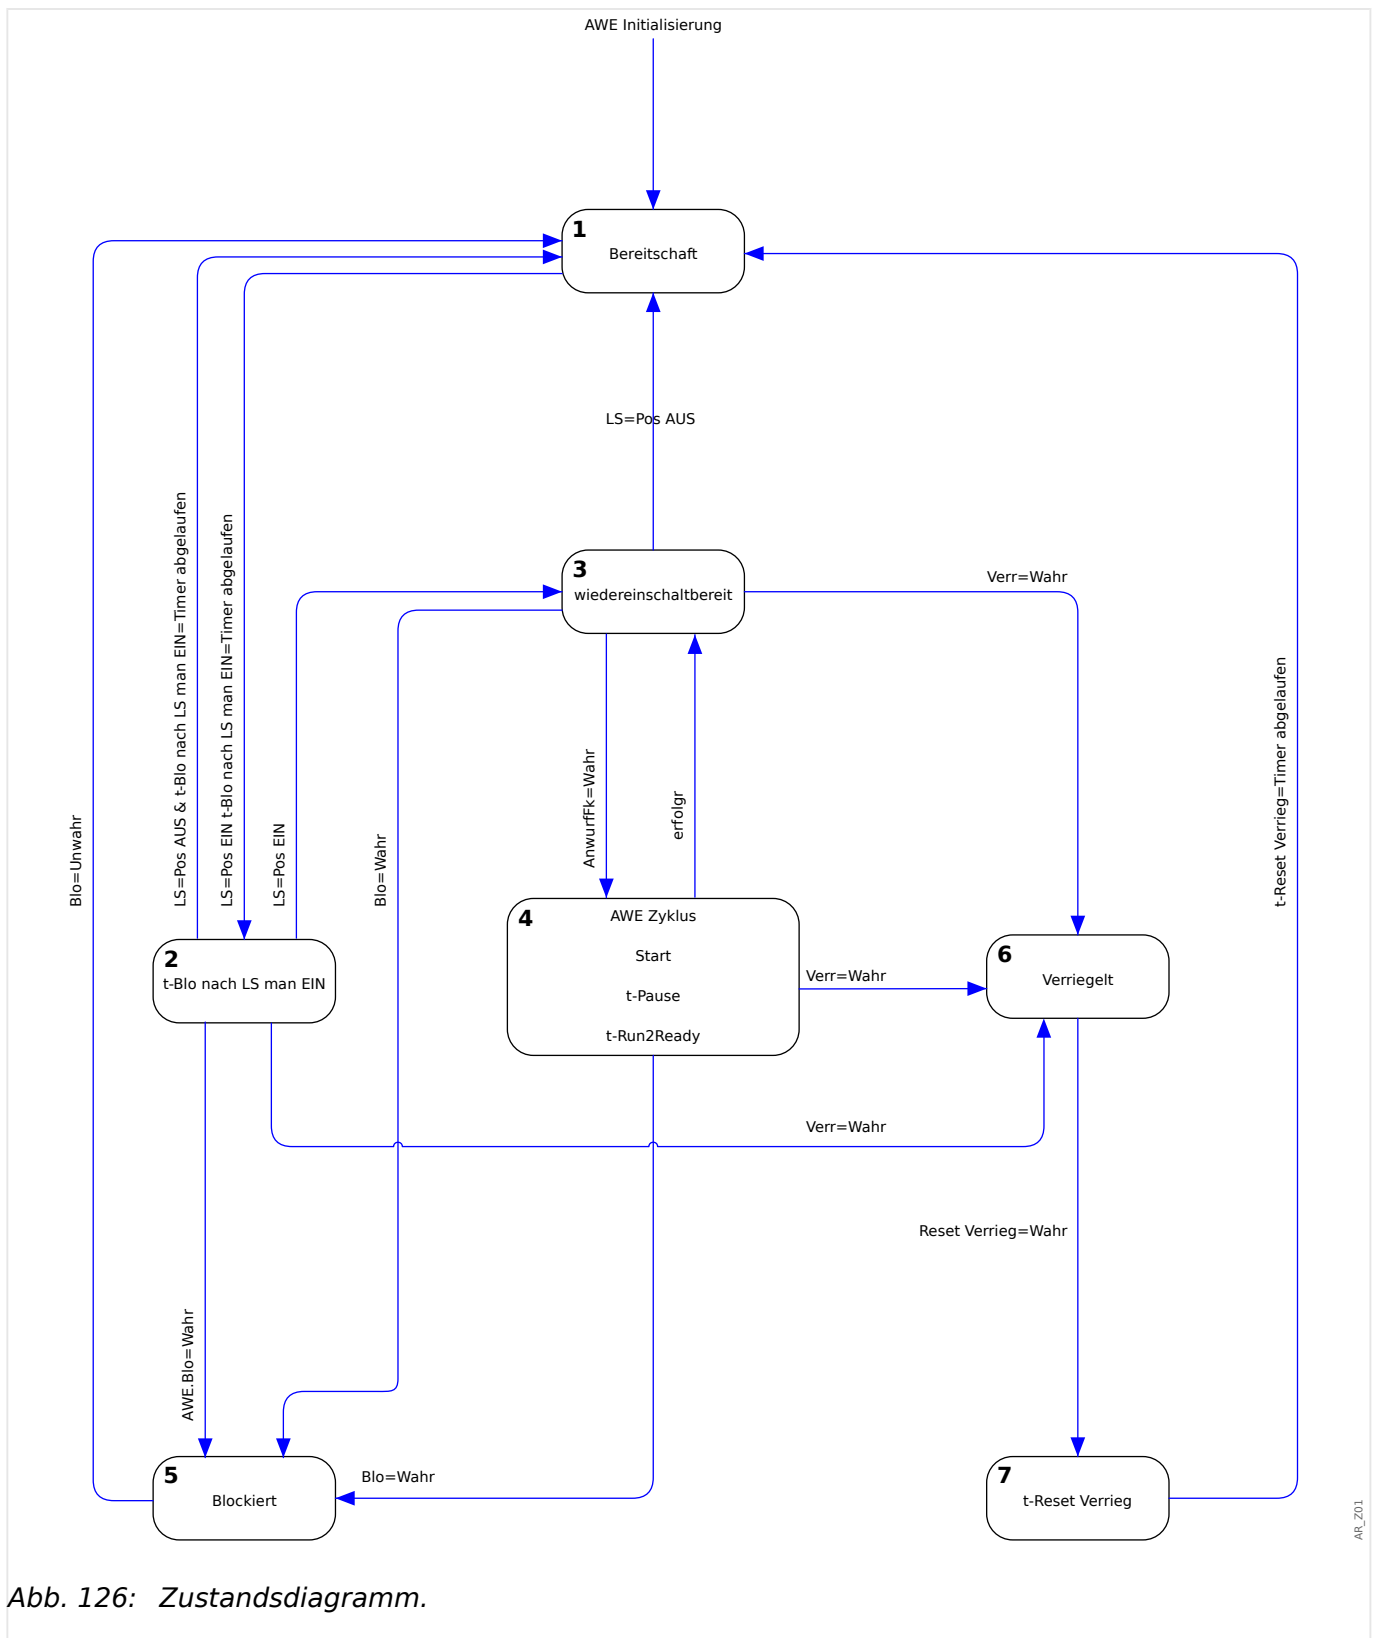 AWE Initialisierung
1
Bereitschaft
LS=Pos AUS
3
wiedereinschaltbereit
Verr=Wahr
LS=Pos AUS & t-Blo nach LS man EIN=Timer abgelaufen
LS=Pos EIN t-Blo nach LS man EIN=Timer abgelaufen
LS=Pos EIN
Blo=Unwahr
Blo=Wahr
AnwurfFk=Wahr
erfolgr
t-Reset Verrieg=Timer abgelaufen
2
t-Blo nach LS man EIN
4
AWE Zyklus
Start
t-Pause
t-Run2Ready
Verr=Wahr
6
Verriegelt
Verr=Wahr
Reset Verrieg=Wahr
AWE.Blo=Wahr
5
Blockiert
Blo=Wahr
7
t-Reset Verrieg
AR_Z01
Abb. 126: Zustandsdiagramm.